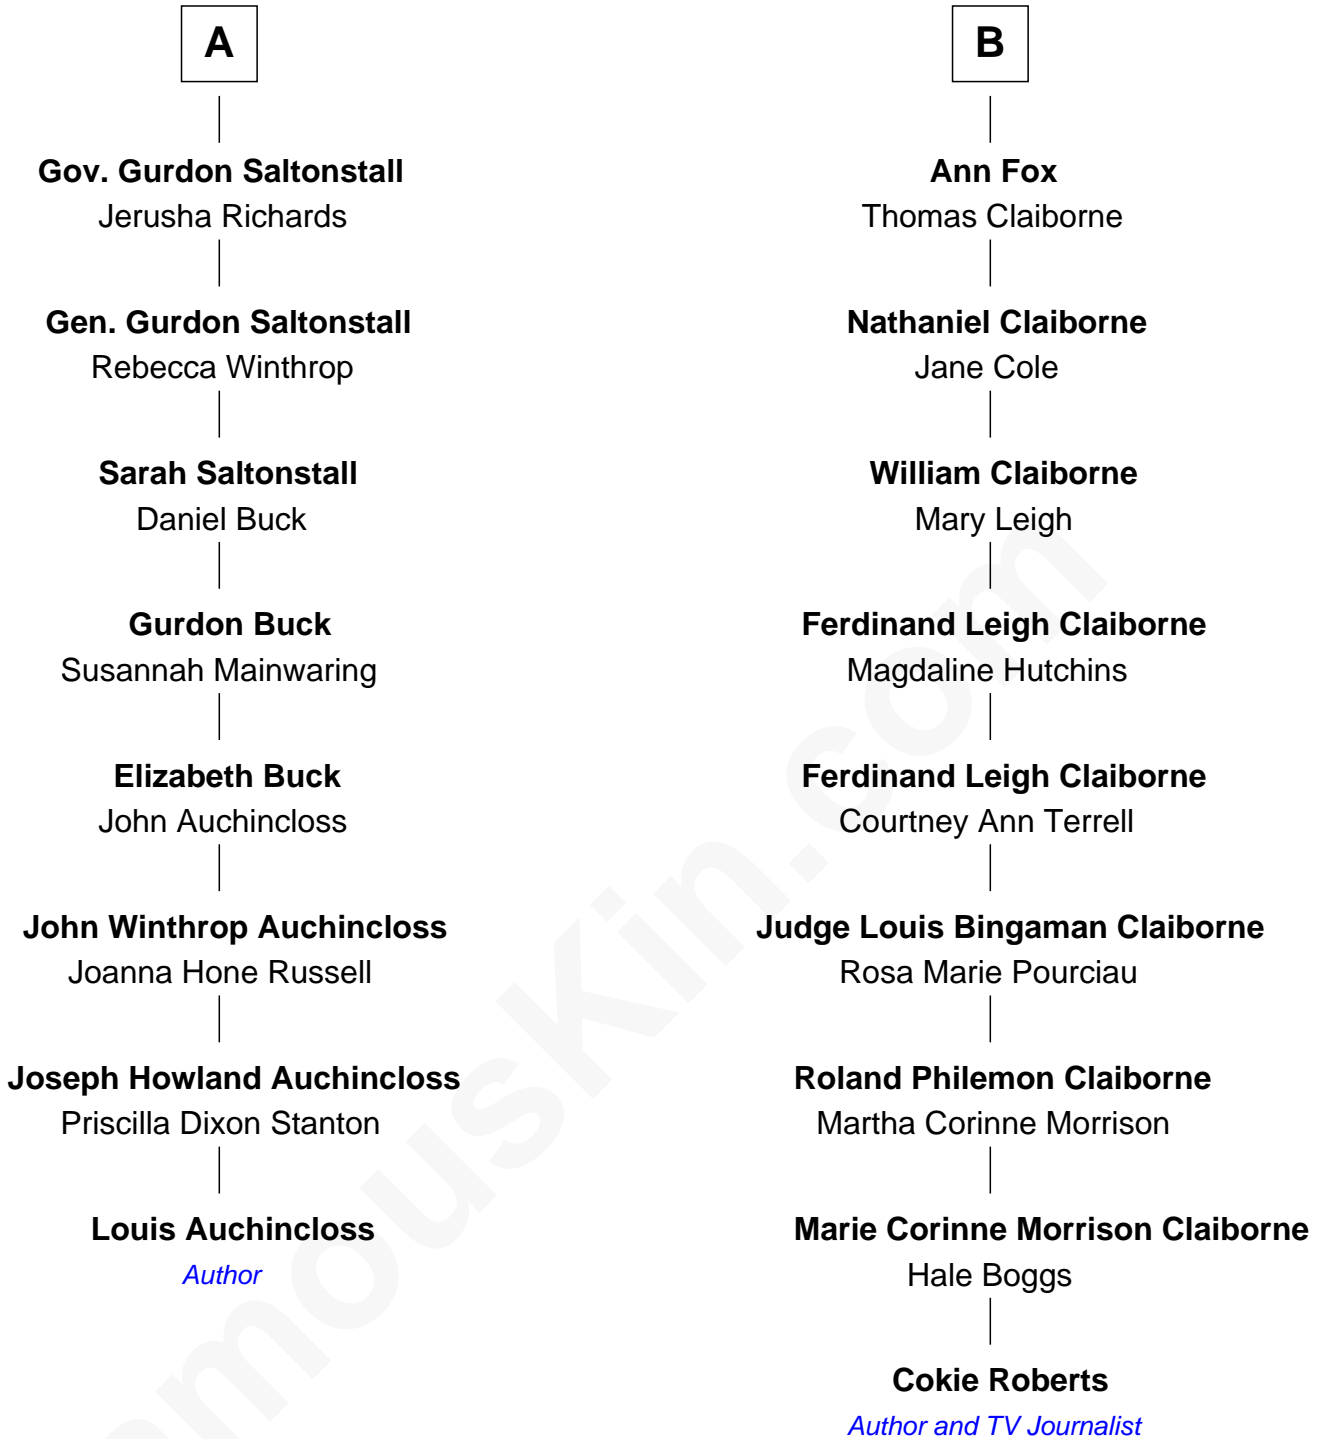 A
Gov. Gurdon Saltonstall
Jerusha Richards
Gen. Gurdon Saltonstall
Rebecca Winthrop
Sarah Saltonstall
Daniel Buck
Gurdon Buck
Susannah Mainwaring
Elizabeth Buck
John Auchincloss
John Winthrop Auchincloss
Joanna Hone Russell
Joseph Howland Auchincloss
Priscilla Dixon Stanton
Louis Auchincloss
Author
B
Ann Fox
Thomas Claiborne
Nathaniel Claiborne
Jane Cole
William Claiborne
Mary Leigh
Ferdinand Leigh Claiborne
Magdaline Hutchins
Ferdinand Leigh Claiborne
Courtney Ann Terrell
Judge Louis Bingaman Claiborne
Rosa Marie Pourciau
Roland Philemon Claiborne
Martha Corinne Morrison
Marie Corinne Morrison Claiborne
Hale Boggs
Cokie Roberts
Author and TV Journalist